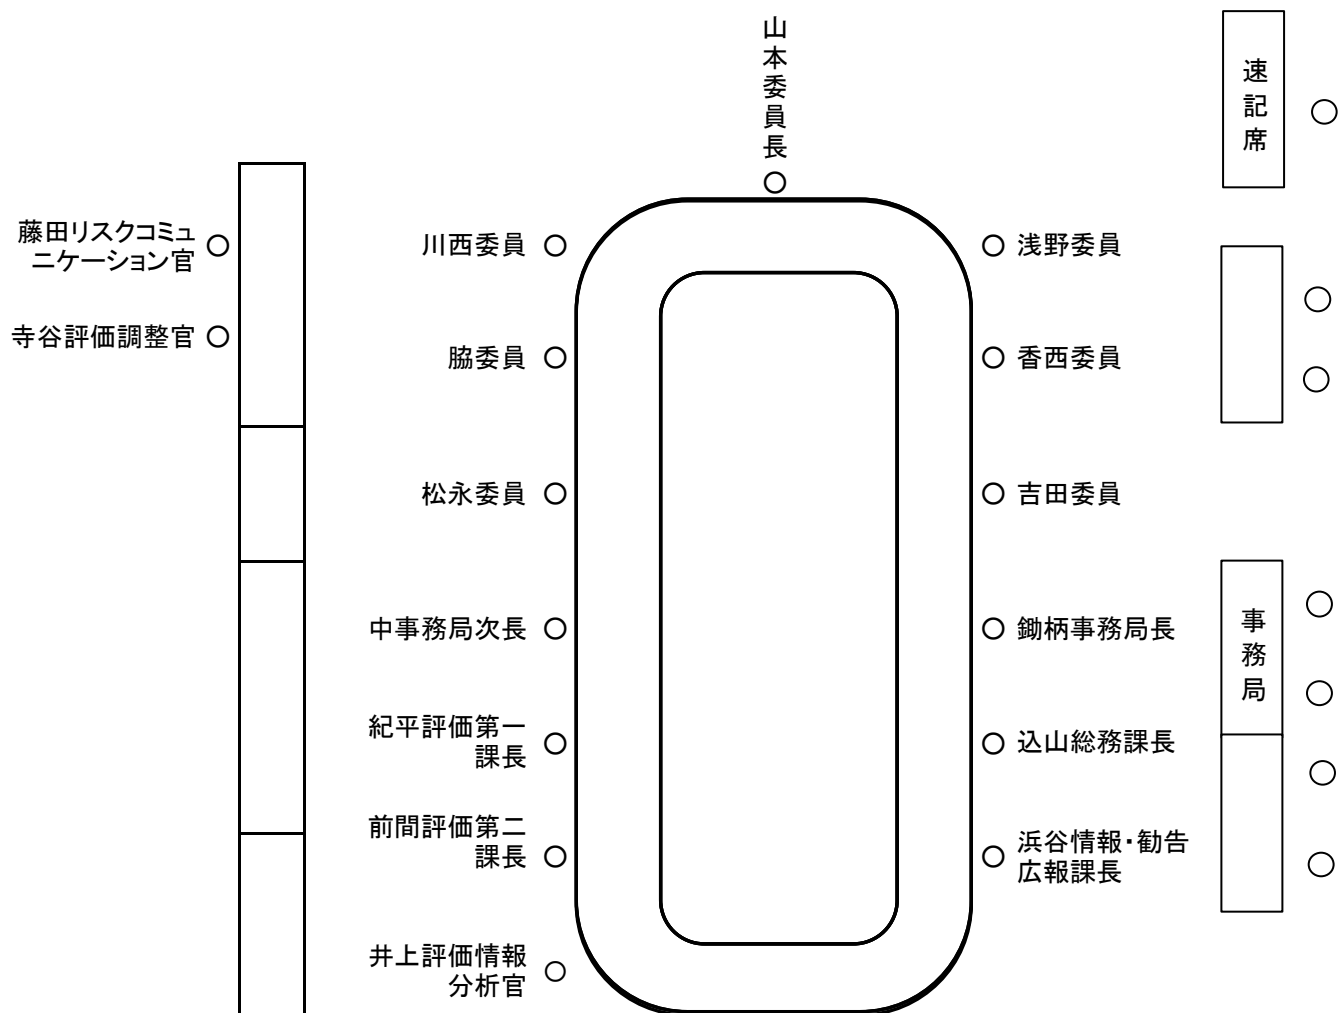 山本委員長
速記席
藤田リスクコミュ
ニケーション官
川西委員
浅野委員
寺谷評価調整官
脇委員
香西委員
松永委員
吉田委員
中事務局次長
鋤柄事務局長
事務局
紀平評価第一
課長
込山総務課長
前間評価第二
課長
浜谷情報・勧告
広報課長
井上評価情報
分析官